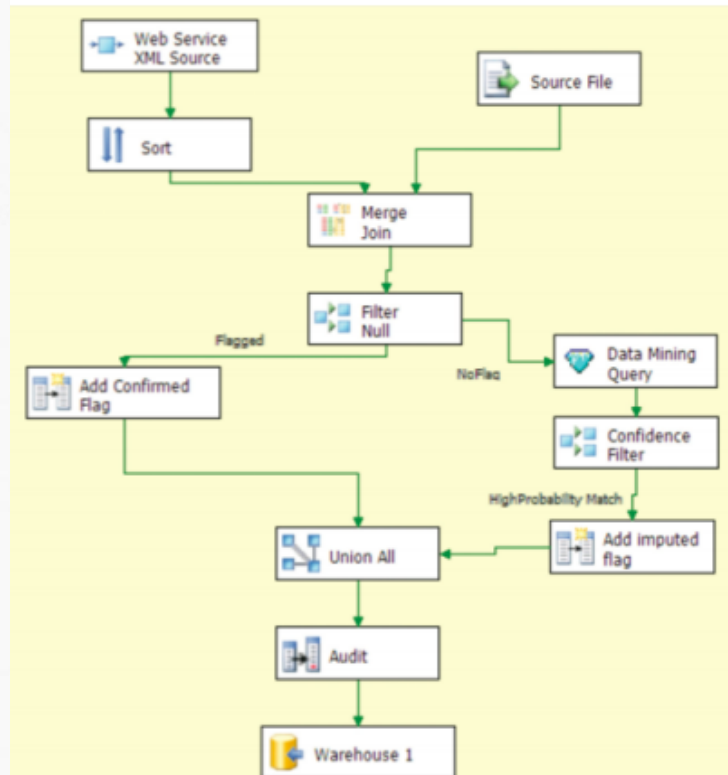 Web Service
XML Source
Source File
Sort
Merge
Join
Filter
Null
Flagged
NoFlag
Data Mining
Query
Add Confirmed
Flag
Confidence
Filter
HighProbability Match
Add imputed
flag
Union All
Audit
Warehouse 1